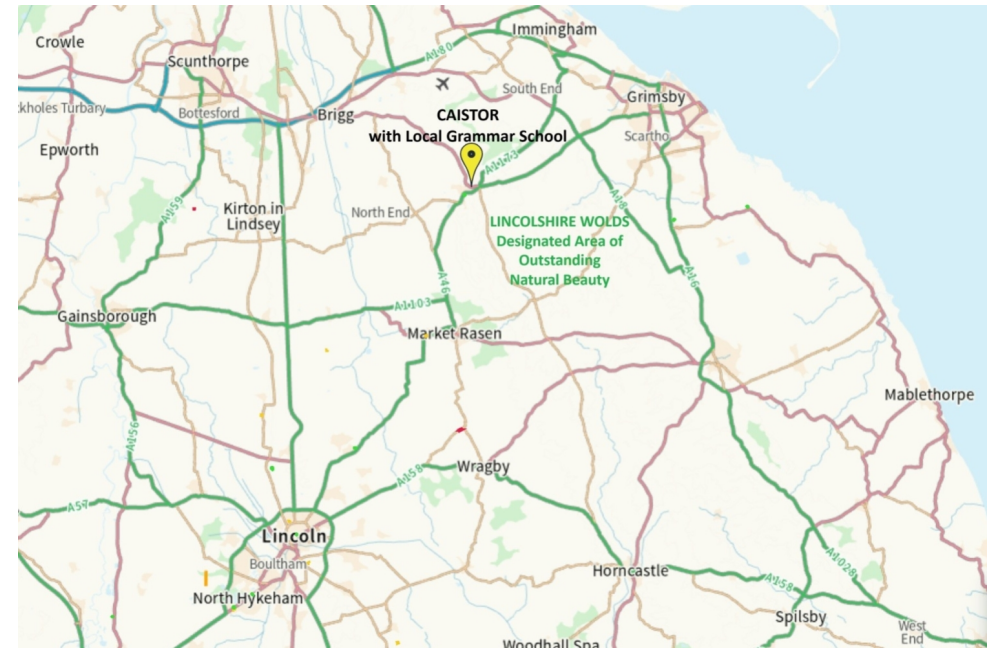 Immingham
Crowle
A180
Scunthorpe
South End
Grimsby
ckholes Turbary
Bottesford
Brigg
CAISTOR
with Local Grammar School
Scartho
Epworth
A1173
A159
Kirton in
Lindsey
North End
A18
LINCOLSHIRE WOLDS
Designated Area of
Outstanding
Natural Beauty
A46
A16
A1103
Gainsborough
Market Rasen
Mablethorpe
A156
A158
Wragby
A57
Lincoln
Boultham
Horncastle
A1028
A158
North Hykeham
Spilsby
West
End
Woodhall Spa